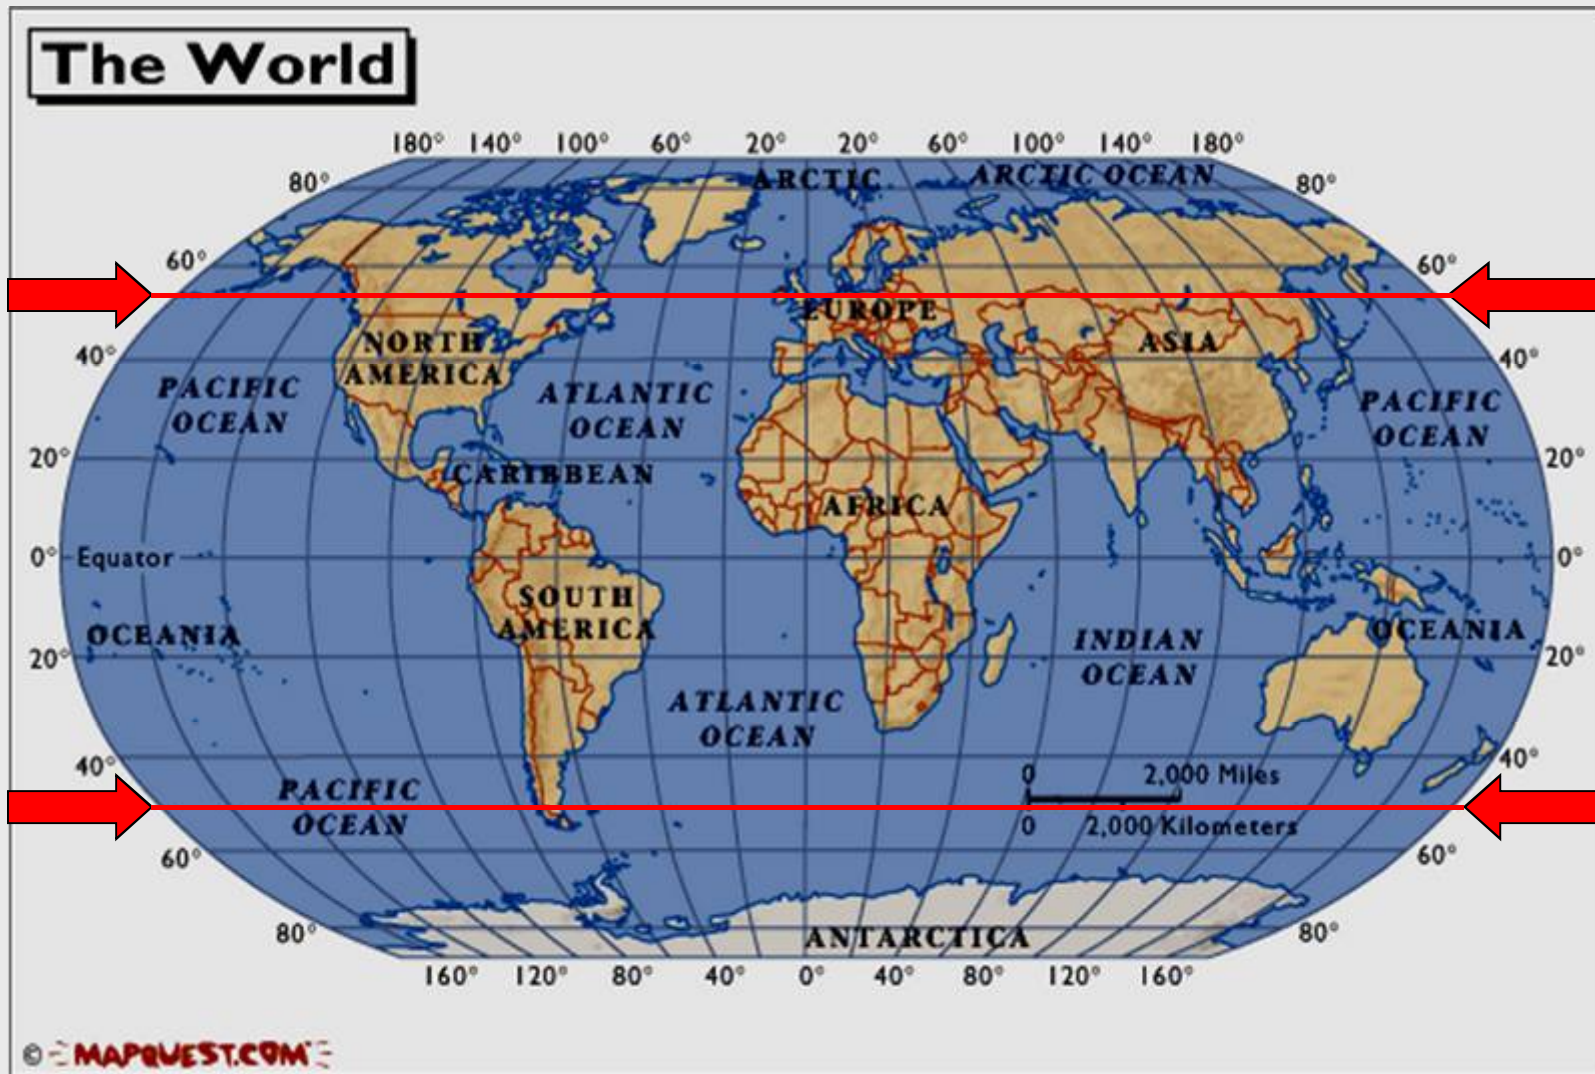 The World
180° 140° 100° 60° 20° 20° 60° 100° 140° 180°
80° ARCTIC ARCTIC OCEAN 80°
60° 60°
EUROPE
40° NORTH AMERICA ASIA 40°
PACIFIC OCEAN
ATLANTIC OCEAN
PACIFIC OCEAN
20° CARIBBEAN 20°
AFRICA
0° Equator 0°
SOUTH AMERICA
OCEANIA OCEANIA
INDIAN OCEAN
20° 20°
ATLANTIC OCEAN
40° 40°
0 2,000 Miles
PACIFIC OCEAN
0 2,000 Kilometers
60° 60°
80° ANTARCTICA 80°
160° 120° 80° 40° 0° 40° 80° 120° 160°
© MAPQUEST.COM